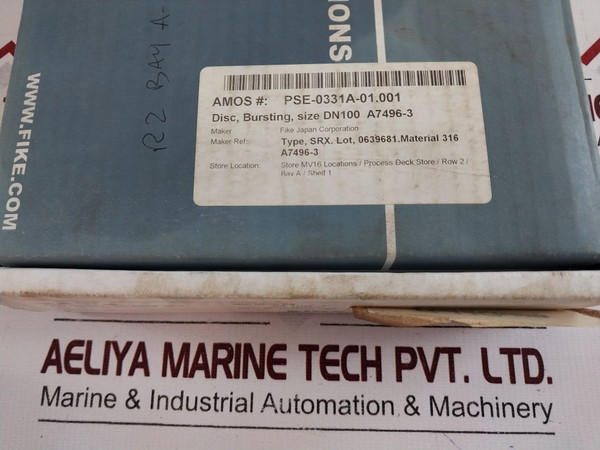 IONS
R2 BAY A-
WWW.FIKE.COM
AMOS #: PSE-0331A-01.001
Disc, Bursting, size DN100 A7496-3
Maker Fike Japan Corporation
Maker Ref.: Type, SRX. Lot, 0639681.Material 316
A7496-3
Store Location: Store MV16 Locations / Process Deck Store / Row 2 /
Bay A / Shelf 1
AELIYA MARINE TECH PVT. LTD.
Marine & Industrial Automation & Machinery